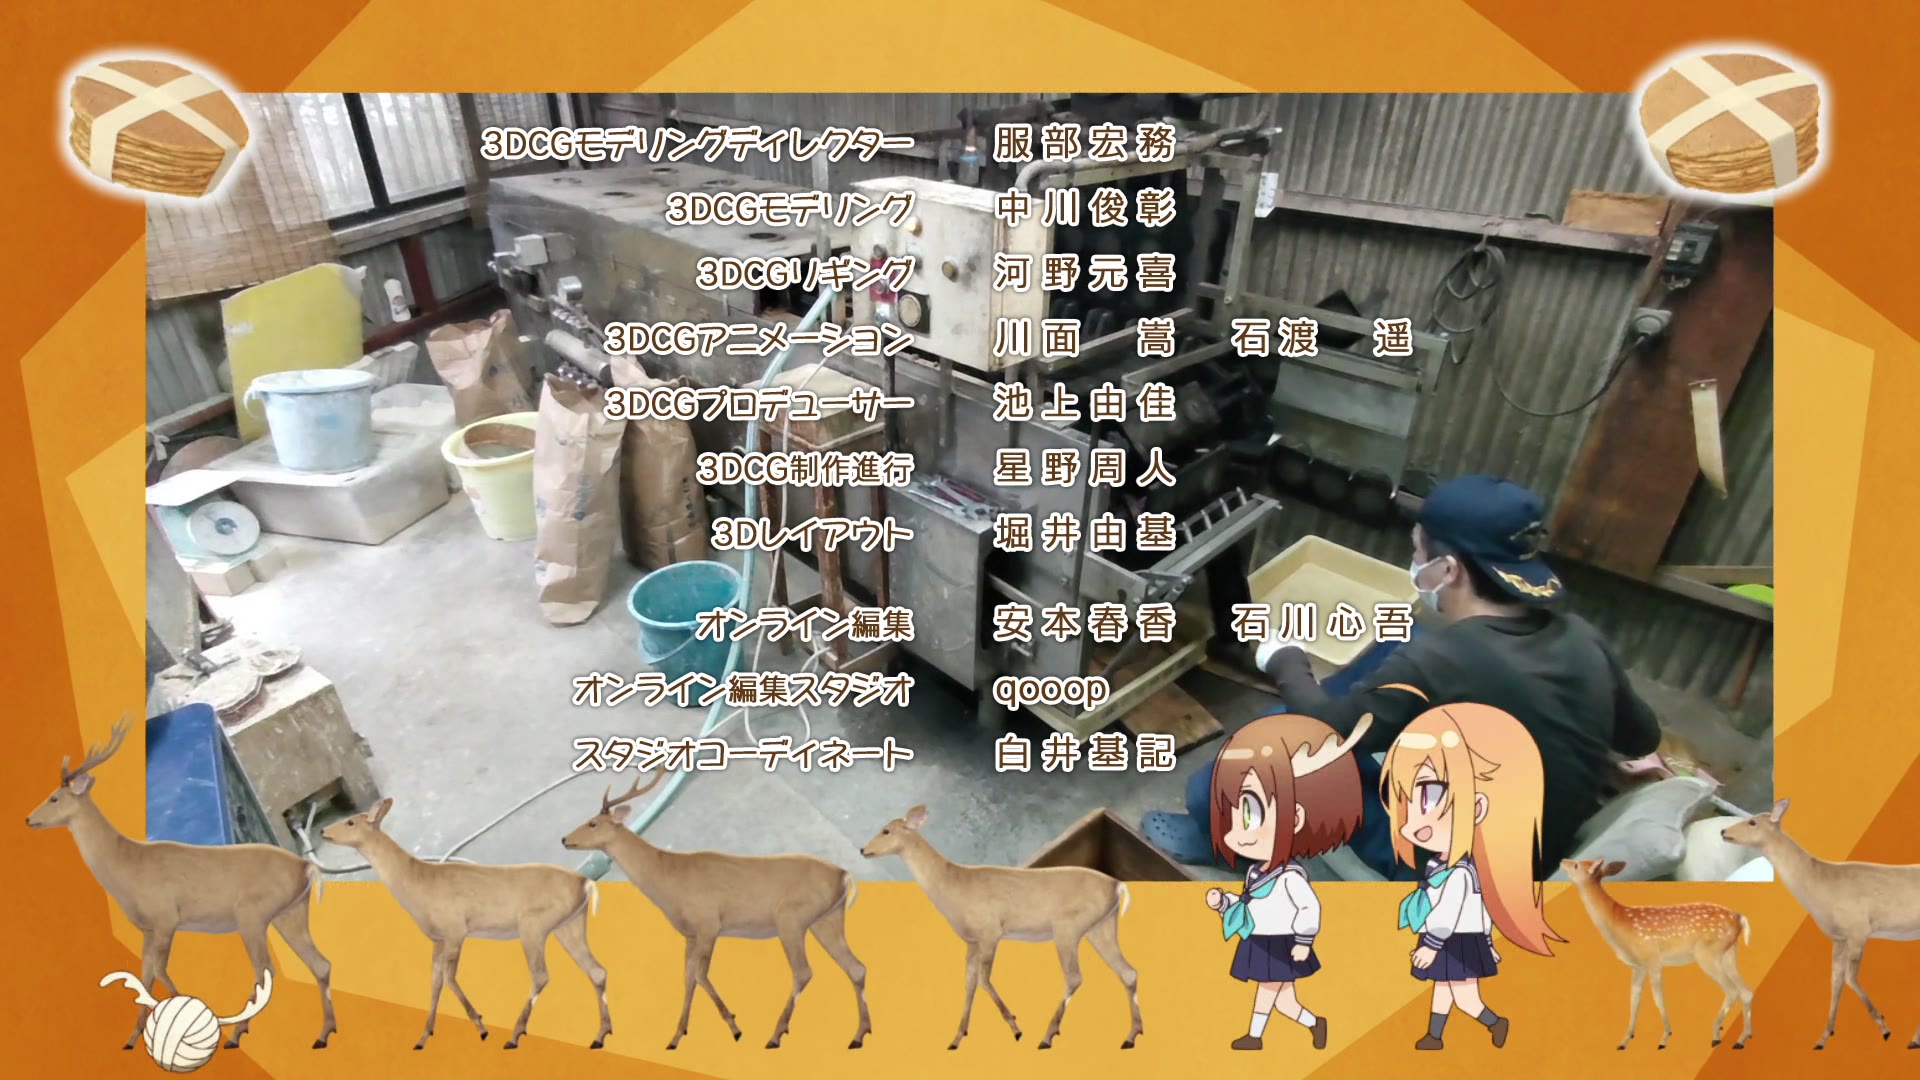 3DCGモデリングディレクター 服部宏務
3DCGモデリング 中川俊彰
3DCGリギング 河野元喜
3DCGアニメーション 川面 嵩 石渡 遥
3DCGプロデューサー 池上由佳
3DCG制作進行 星野周人
3Dレイアウト 堀井由基
オンライン編集 安本春香 石川心吾
オンライン編集スタジオ qooop
スタジオコーディネート 白井基記